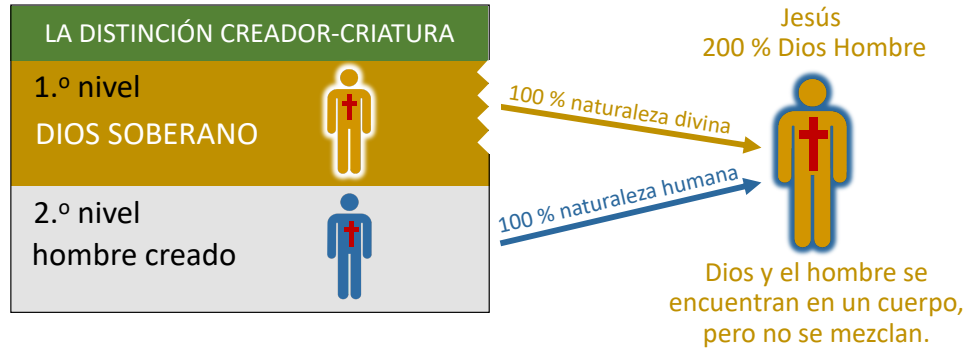 LA DISTINCIÓN CREADOR-CRIATURA
1.º nivel
DIOS SOBERANO
2.º nivel
hombre creado
100 % naturaleza divina
100 % naturaleza humana
Jesús
200 % Dios Hombre
Dios y el hombre se
encuentran en un cuerpo,
pero no se mezclan.